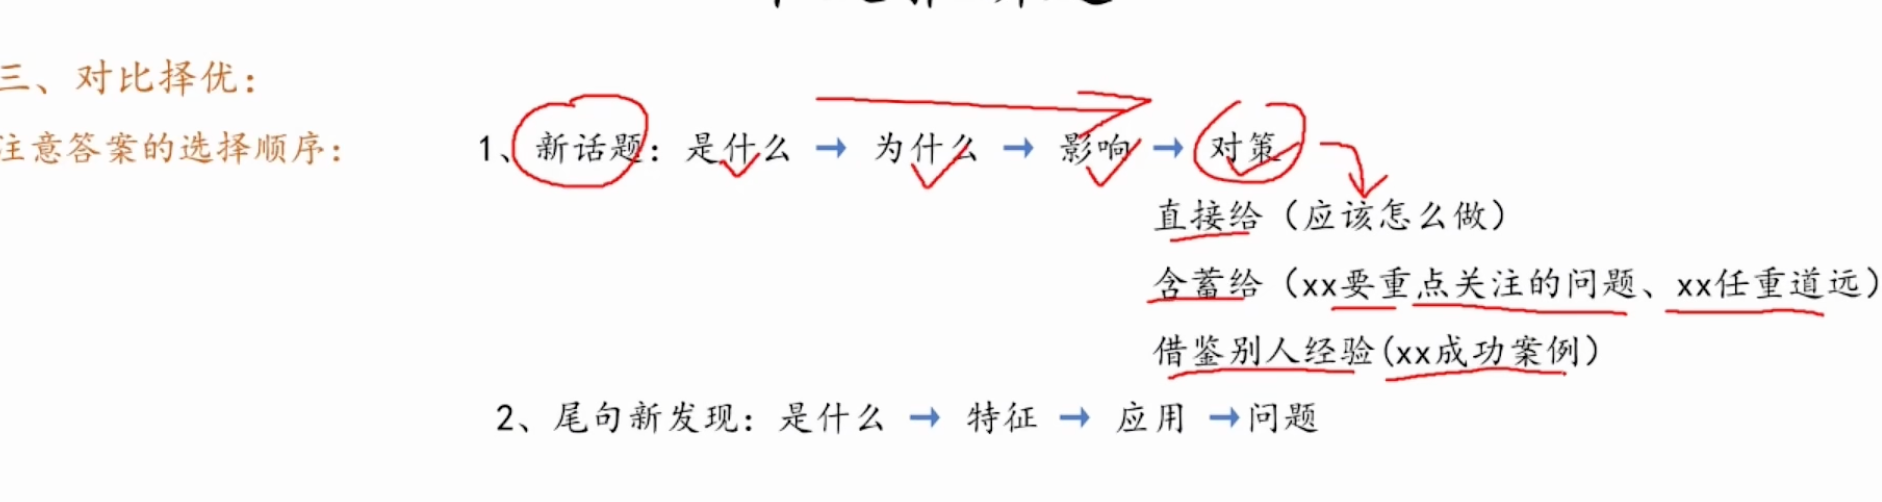 三、对比择优：
注意答案的选择顺序： 1、新话题：是什么 → 为什么 → 影响 → 对策
直接给（应该怎么做）
含蓄给（xx要重点关注的问题、xx任重道远）
借鉴别人经验(xx成功案例）
2、尾句新发现：是什么 → 特征 → 应用 →问题